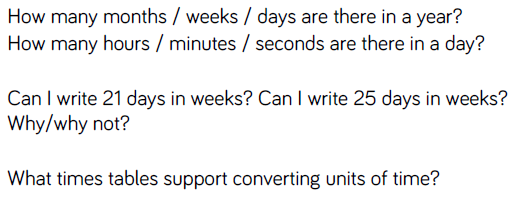 How many months / weeks / days are there in a year?
How many hours / minutes / seconds are there in a day?
Can I write 21 days in weeks? Can I write 25 days in weeks?
Why/why not?
What times tables support converting units of time?